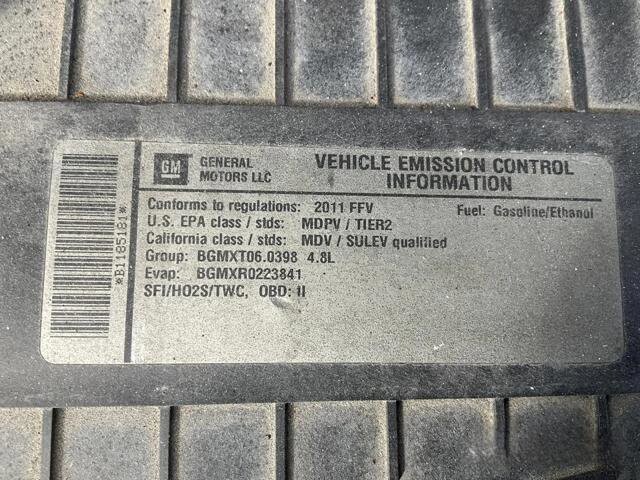 *B1185181*
GM GENERAL MOTORS LLC
VEHICLE EMISSION CONTROL
INFORMATION
Conforms to regulations: 2011 FFV Fuel: Gasoline/Ethanol
U.S. EPA class / stds: MDPV / TIER2
California class / stds: MDV / SULEV qualified
Group: BGMXT06.0398 4.8L
Evap: BGMXR0223841
SFI/HO2S/TWC, OBD: II